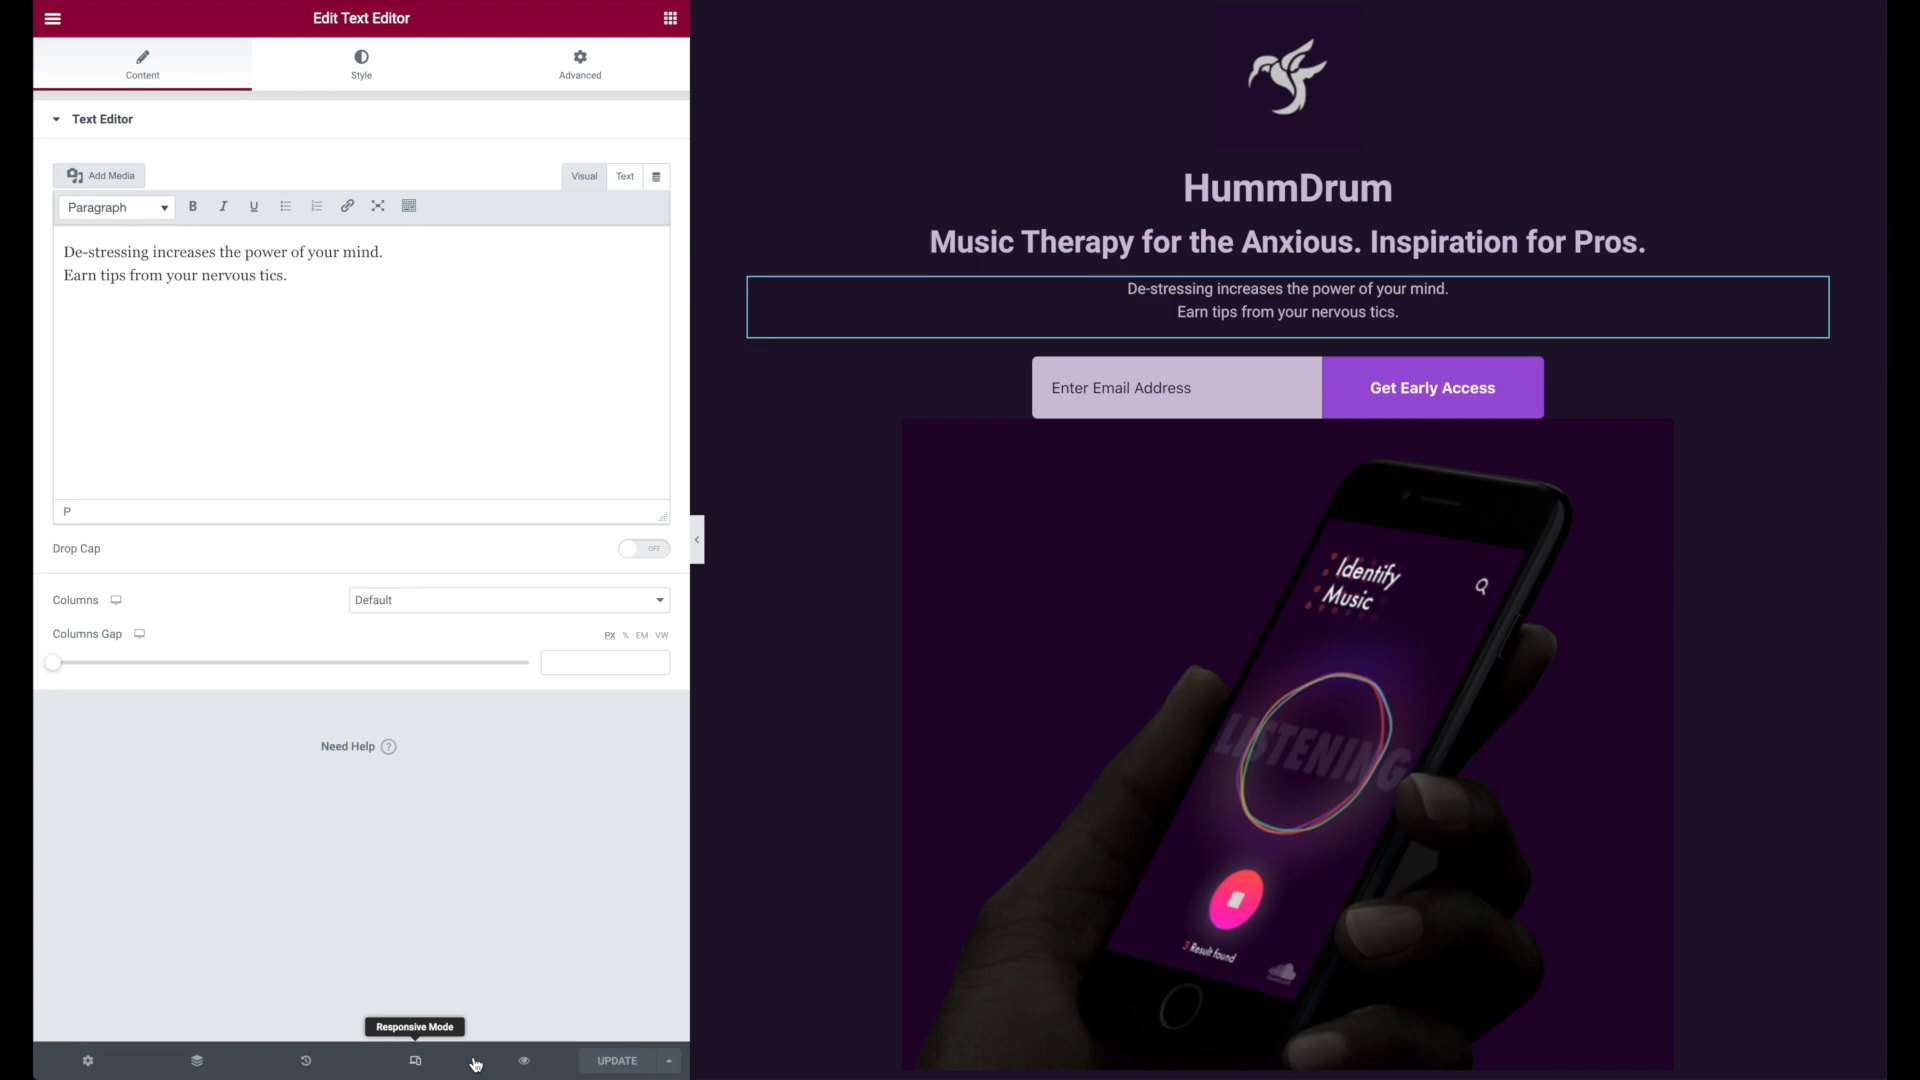 Edit Text Editor
Content
Style
Advanced
Text Editor
Add Media
Visual
Text
Paragraph
B
I
U
De-stressing increases the power of your mind.
Earn tips from your nervous tics.
P
Drop Cap
OFF
Columns
Default
Columns Gap
PX % EM VW
Need Help ?
Responsive Mode
UPDATE
HummDrum
Music Therapy for the Anxious. Inspiration for Pros.
De-stressing increases the power of your mind.
Earn tips from your nervous tics.
Enter Email Address
Get Early Access
Identify
Music
LISTENING
3 Result found